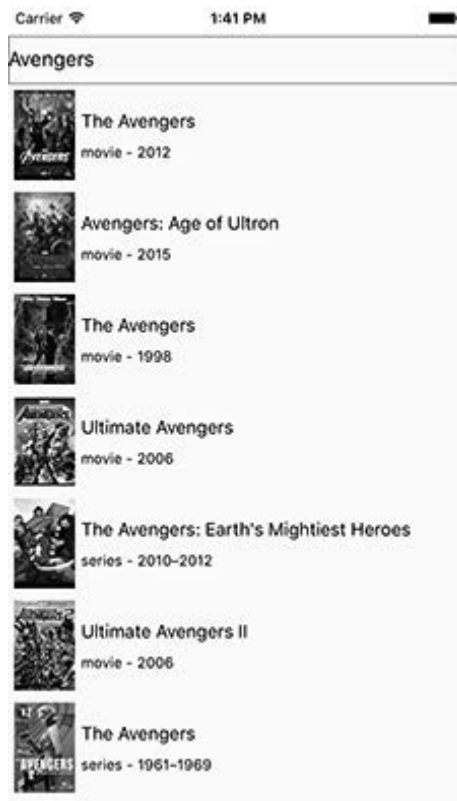 Carrier 1:41 PM
Avengers
The Avengers
movie - 2012
Avengers: Age of Ultron
movie - 2015
The Avengers
movie - 1998
Ultimate Avengers
movie - 2006
The Avengers: Earth's Mightiest Heroes
series - 2010–2012
Ultimate Avengers II
movie - 2006
The Avengers
series - 1961–1969